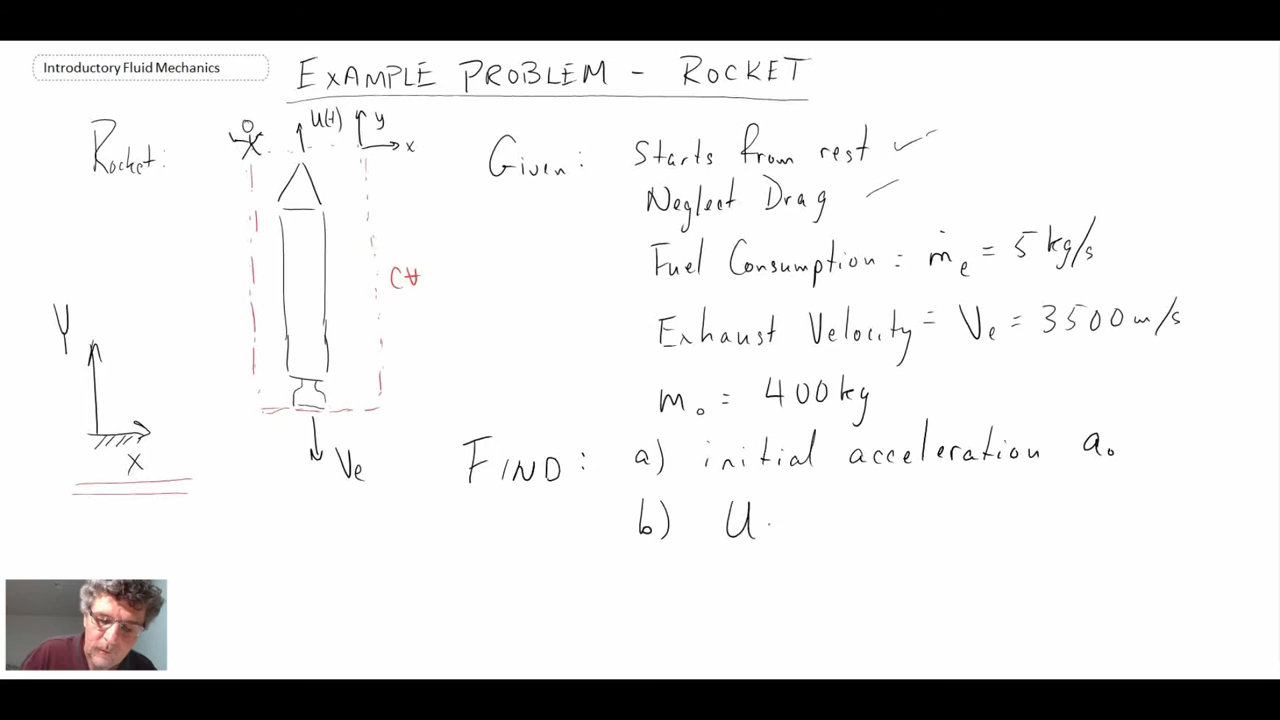 Introductory Fluid Mechanics
EXAMPLE PROBLEM - ROCKET
Rocket:
U(t)
y
x
CV
Y
X
Ve
Given: Starts from rest ✓
Neglect Drag
Fuel Consumption = ṁe = 5 kg/s
Exhaust Velocity = Ve = 3500 m/s
m₀ = 400 kg
FIND: a) initial acceleration a₀
b) U